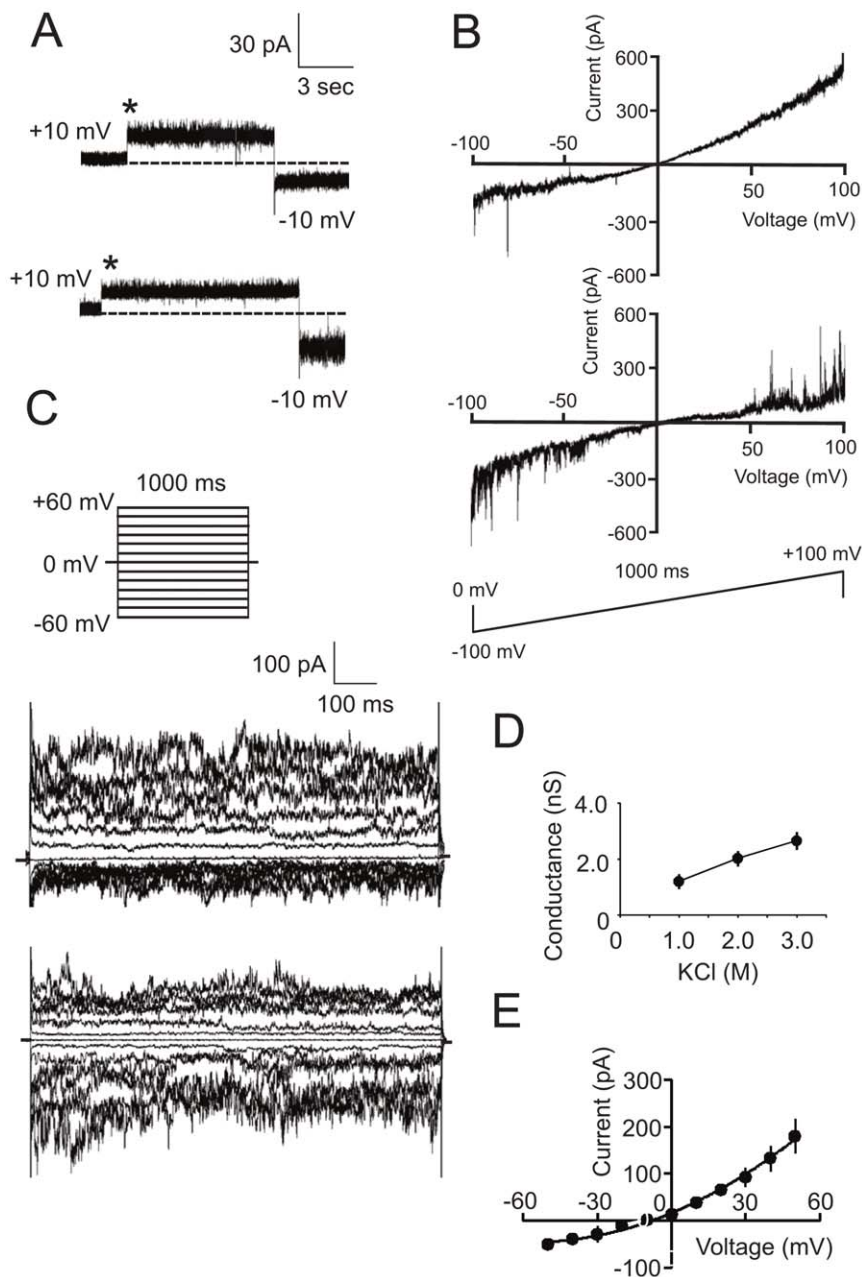 A
30 pA
3 sec
*
+10 mV
-10 mV
*
+10 mV
-10 mV
B
Current (pA)
600
300
-100
-50
50
100
Voltage (mV)
-300
-600
Current (pA)
600
300
-100
-50
50
100
Voltage (mV)
-300
-600
0 mV
1000 ms
+100 mV
-100 mV
C
1000 ms
+60 mV
0 mV
-60 mV
100 pA
100 ms
D
Conductance (nS)
4.0
2.0
0
0
1.0
2.0
3.0
KCl (M)
E
Current (pA)
300
200
100
-60
-30
0
30
60
Voltage (mV)
-100